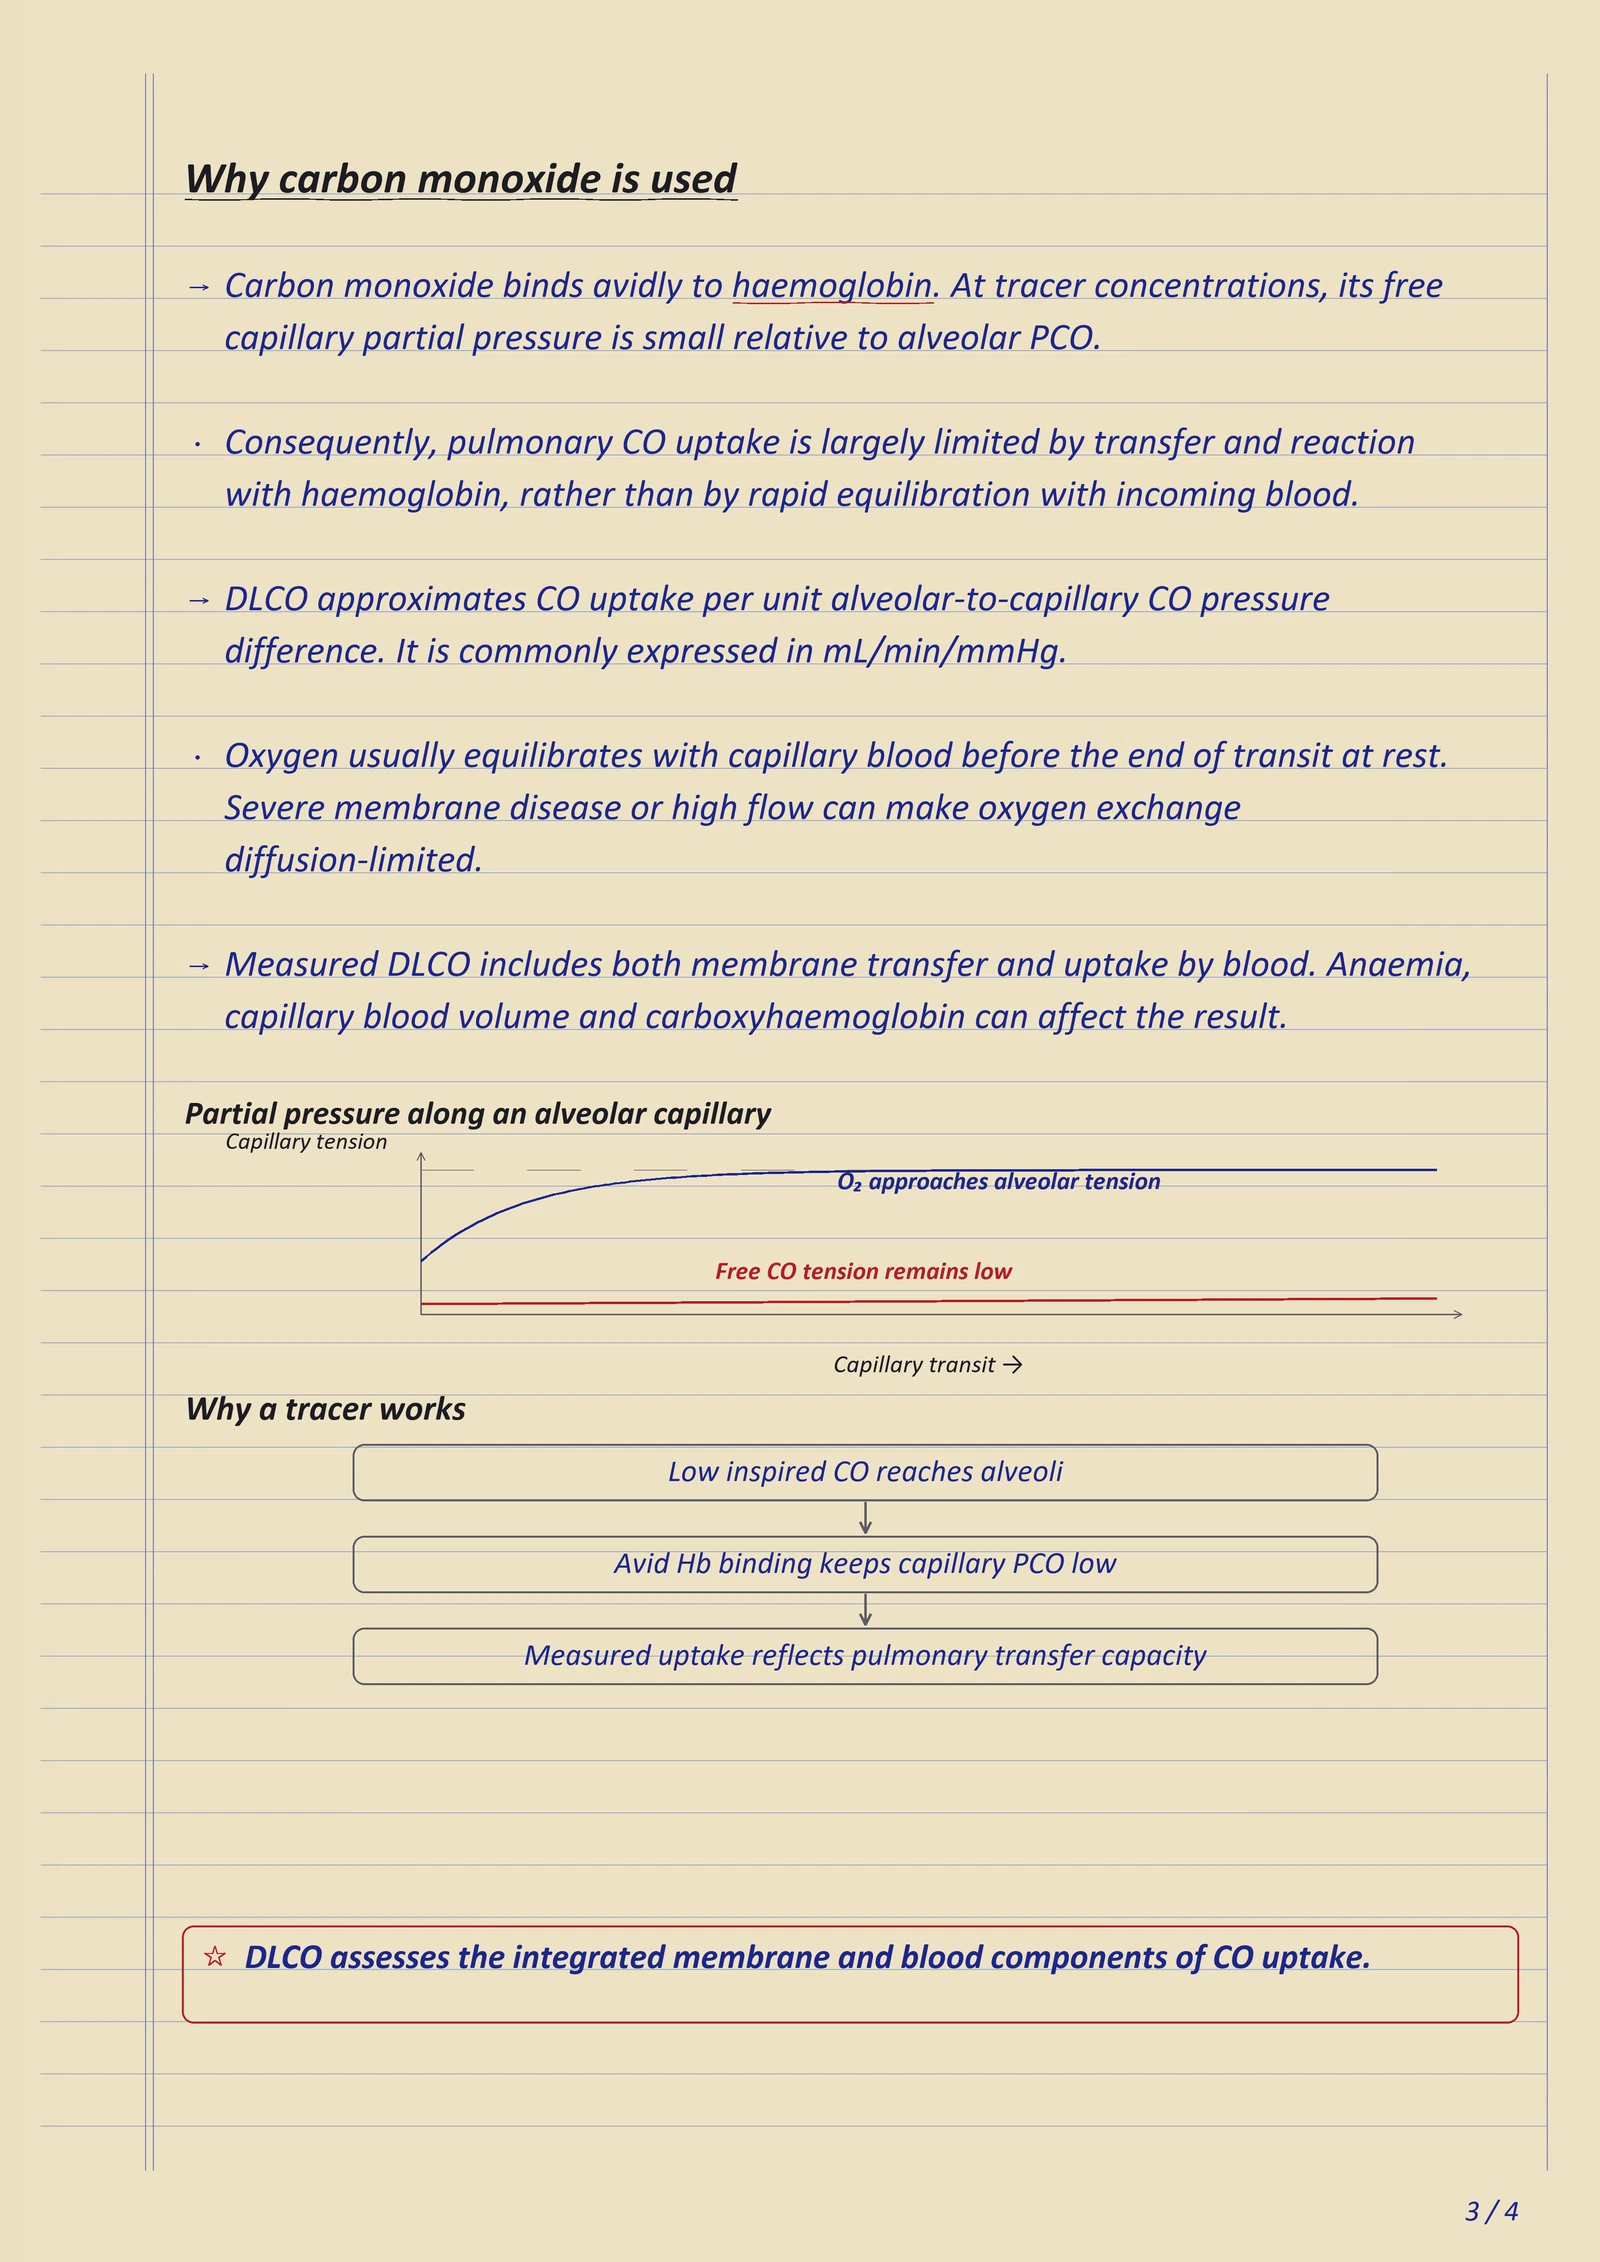 Why carbon monoxide is used
→ Carbon monoxide binds avidly to haemoglobin. At tracer concentrations, its free
capillary partial pressure is small relative to alveolar PCO.
· Consequently, pulmonary CO uptake is largely limited by transfer and reaction
with haemoglobin, rather than by rapid equilibration with incoming blood.
→ DLCO approximates CO uptake per unit alveolar-to-capillary CO pressure
difference. It is commonly expressed in mL/min/mmHg.
· Oxygen usually equilibrates with capillary blood before the end of transit at rest.
Severe membrane disease or high flow can make oxygen exchange
diffusion-limited.
→ Measured DLCO includes both membrane transfer and uptake by blood. Anaemia,
capillary blood volume and carboxyhaemoglobin can affect the result.
Partial pressure along an alveolar capillary
Capillary tension
O₂ approaches alveolar tension
Free CO tension remains low
Capillary transit →
Why a tracer works
Low inspired CO reaches alveoli
Avid Hb binding keeps capillary PCO low
Measured uptake reflects pulmonary transfer capacity
☆ DLCO assesses the integrated membrane and blood components of CO uptake.
3 / 4